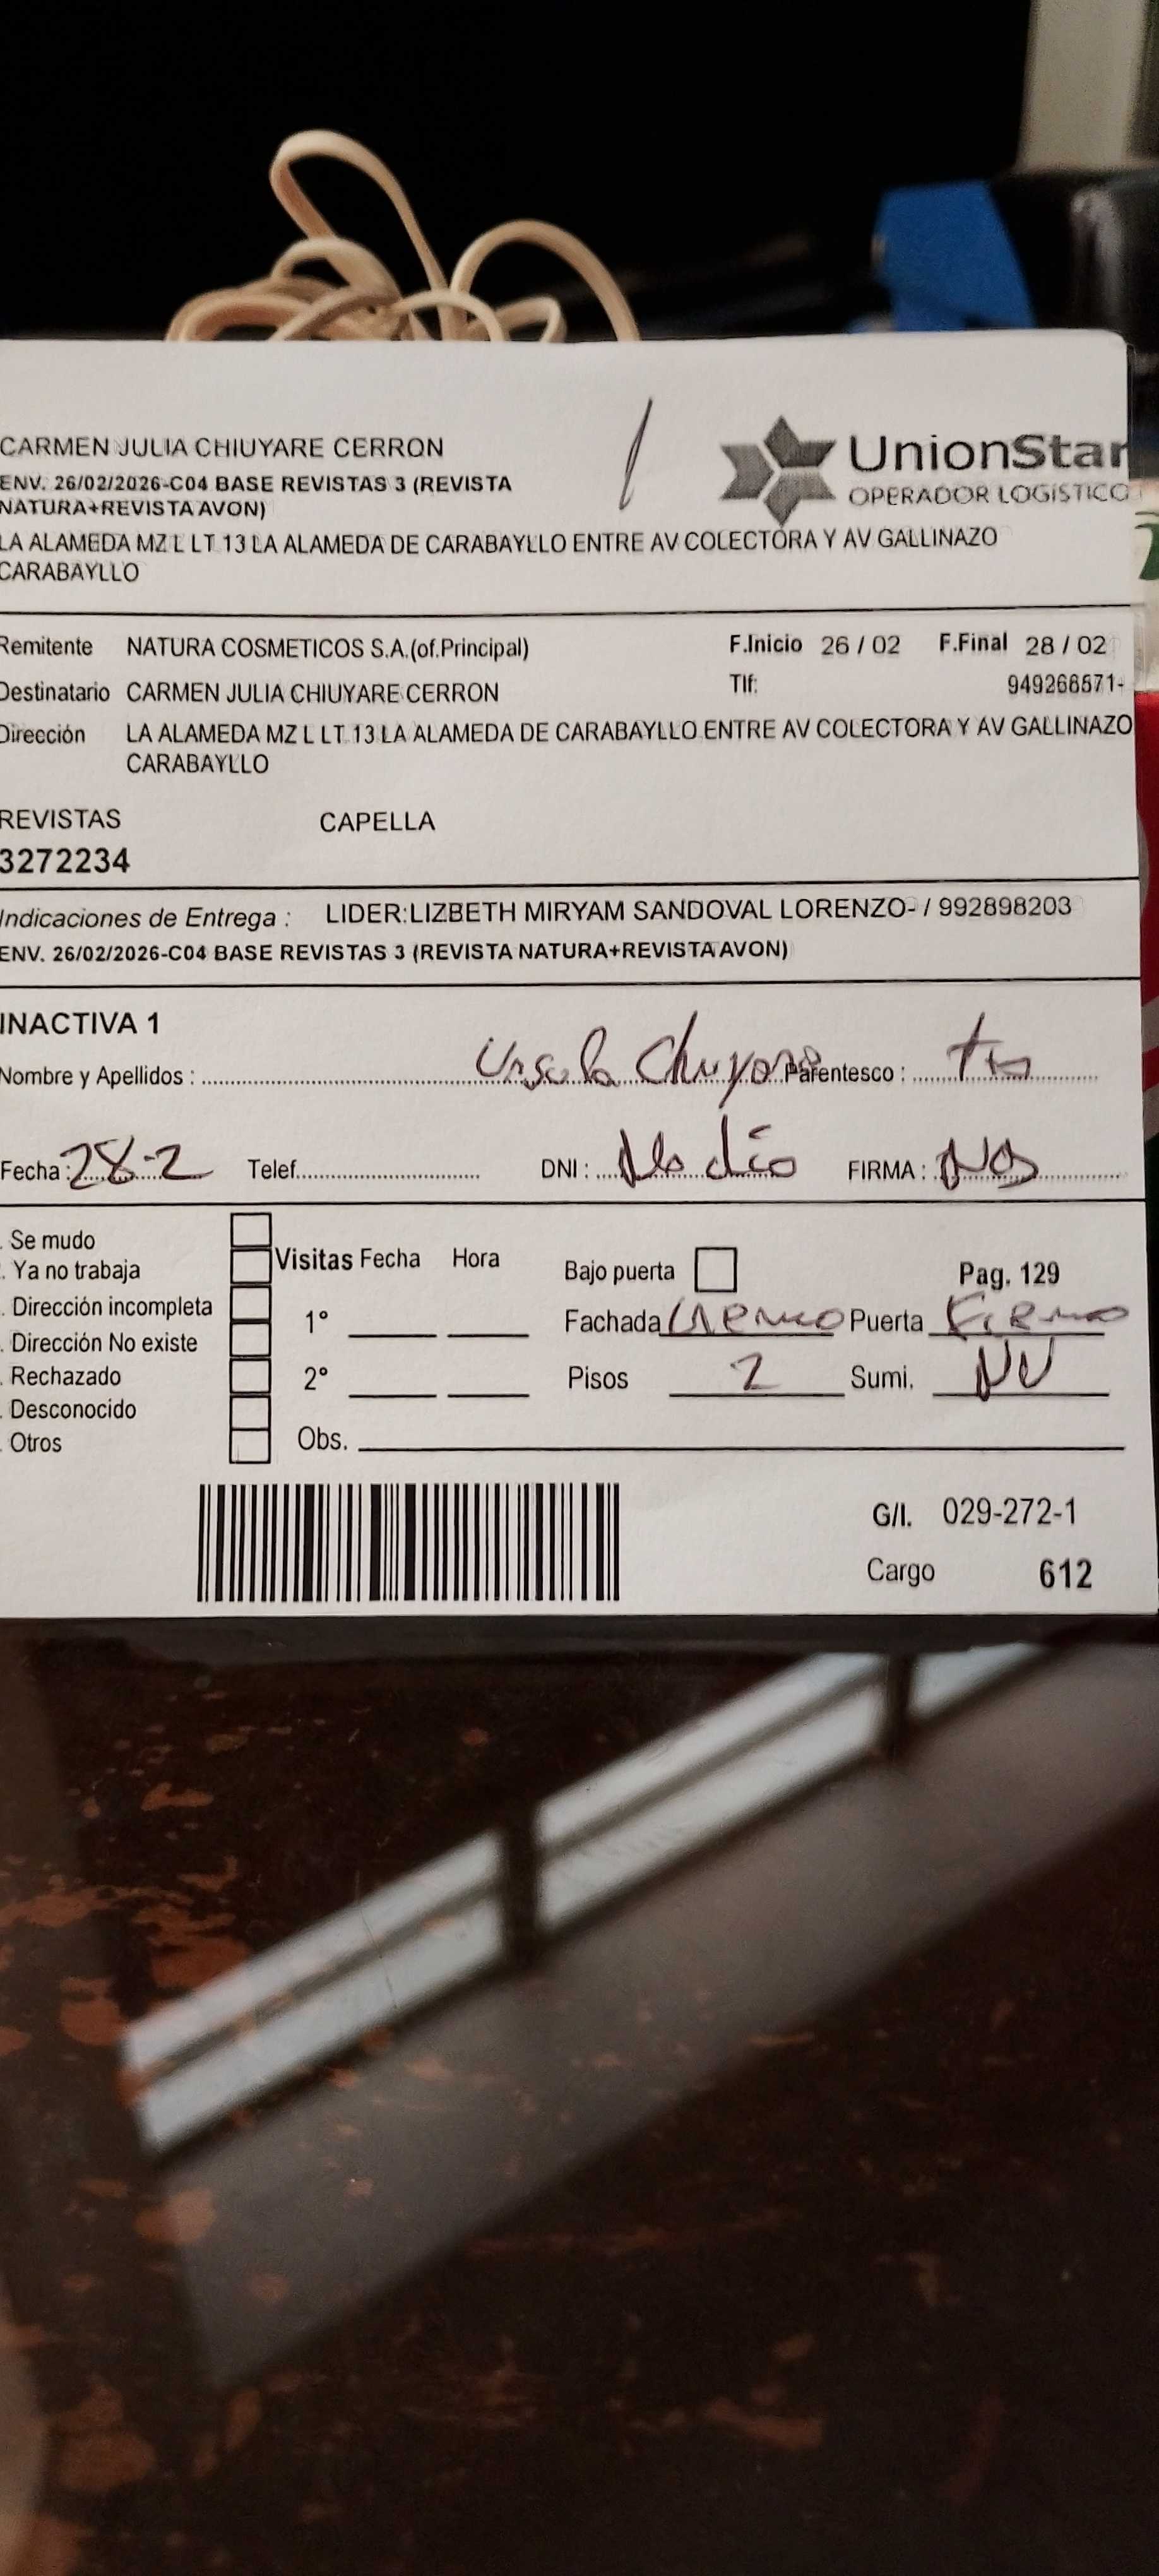 CARMEN JULIA CHIUYARE CERRON
ENV. 26/02/2026-C04 BASE REVISTAS 3 (REVISTA
NATURA+REVISTA AVON)
UnionStar
OPERADOR LOGISTICO
LA ALAMEDA MZ L LT 13 LA ALAMEDA DE CARABAYLLO ENTRE AV COLECTORA Y AV GALLINAZO
CARABAYLLO
Remitente NATURA COSMETICOS S.A.(of.Principal) F.Inicio 26 / 02 F.Final 28 / 02
Destinatario CARMEN JULIA CHIUYARE CERRON Tlf: 949266571-
Dirección LA ALAMEDA MZ L LT 13 LA ALAMEDA DE CARABAYLLO ENTRE AV COLECTORA Y AV GALLINAZO
CARABAYLLO
REVISTAS CAPELLA
3272234
Indicaciones de Entrega : LIDER:LIZBETH MIRYAM SANDOVAL LORENZO- / 992898203
ENV. 26/02/2026-C04 BASE REVISTAS 3 (REVISTA NATURA+REVISTA AVON)
INACTIVA 1
Nombre y Apellidos : Ursula Chuyare Parentesco :
Fecha : 28-2 Telef. DNI : No dio FIRMA : NO
. Se mudo
. Ya no trabaja
. Dirección incompleta
. Dirección No existe
. Rechazado
. Desconocido
. Otros
Visitas Fecha Hora
1°
2°
Obs.
Bajo puerta Pag. 129
Fachada Puerta
Pisos 2 Sumi.
G/I. 029-272-1
Cargo 612